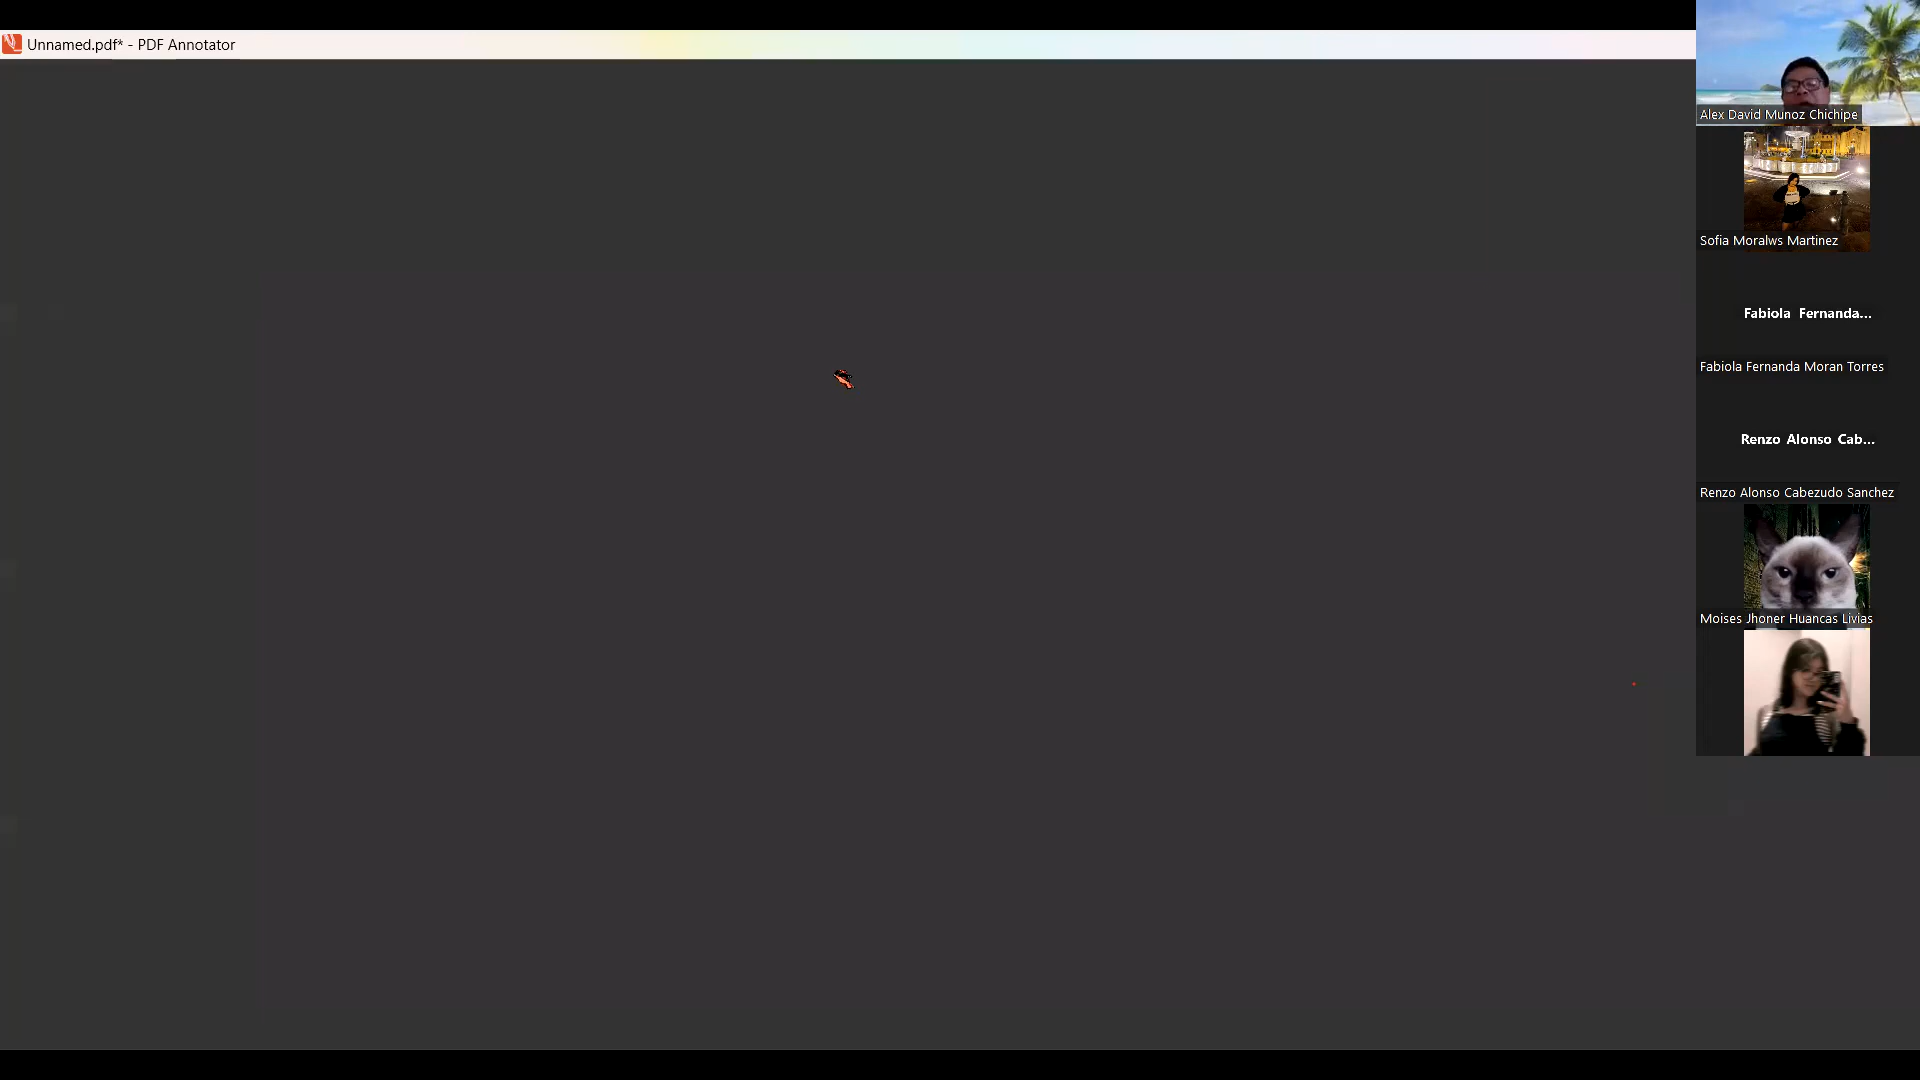 Unnamed.pdf* - PDF Annotator
Alex David Munoz Chichipe
Sofia Moralws Martinez
Fabiola Fernanda...
Fabiola Fernanda Moran Torres
Renzo Alonso Cab...
Renzo Alonso Cabezudo Sanchez
Moises Jhoner Huancas Livias